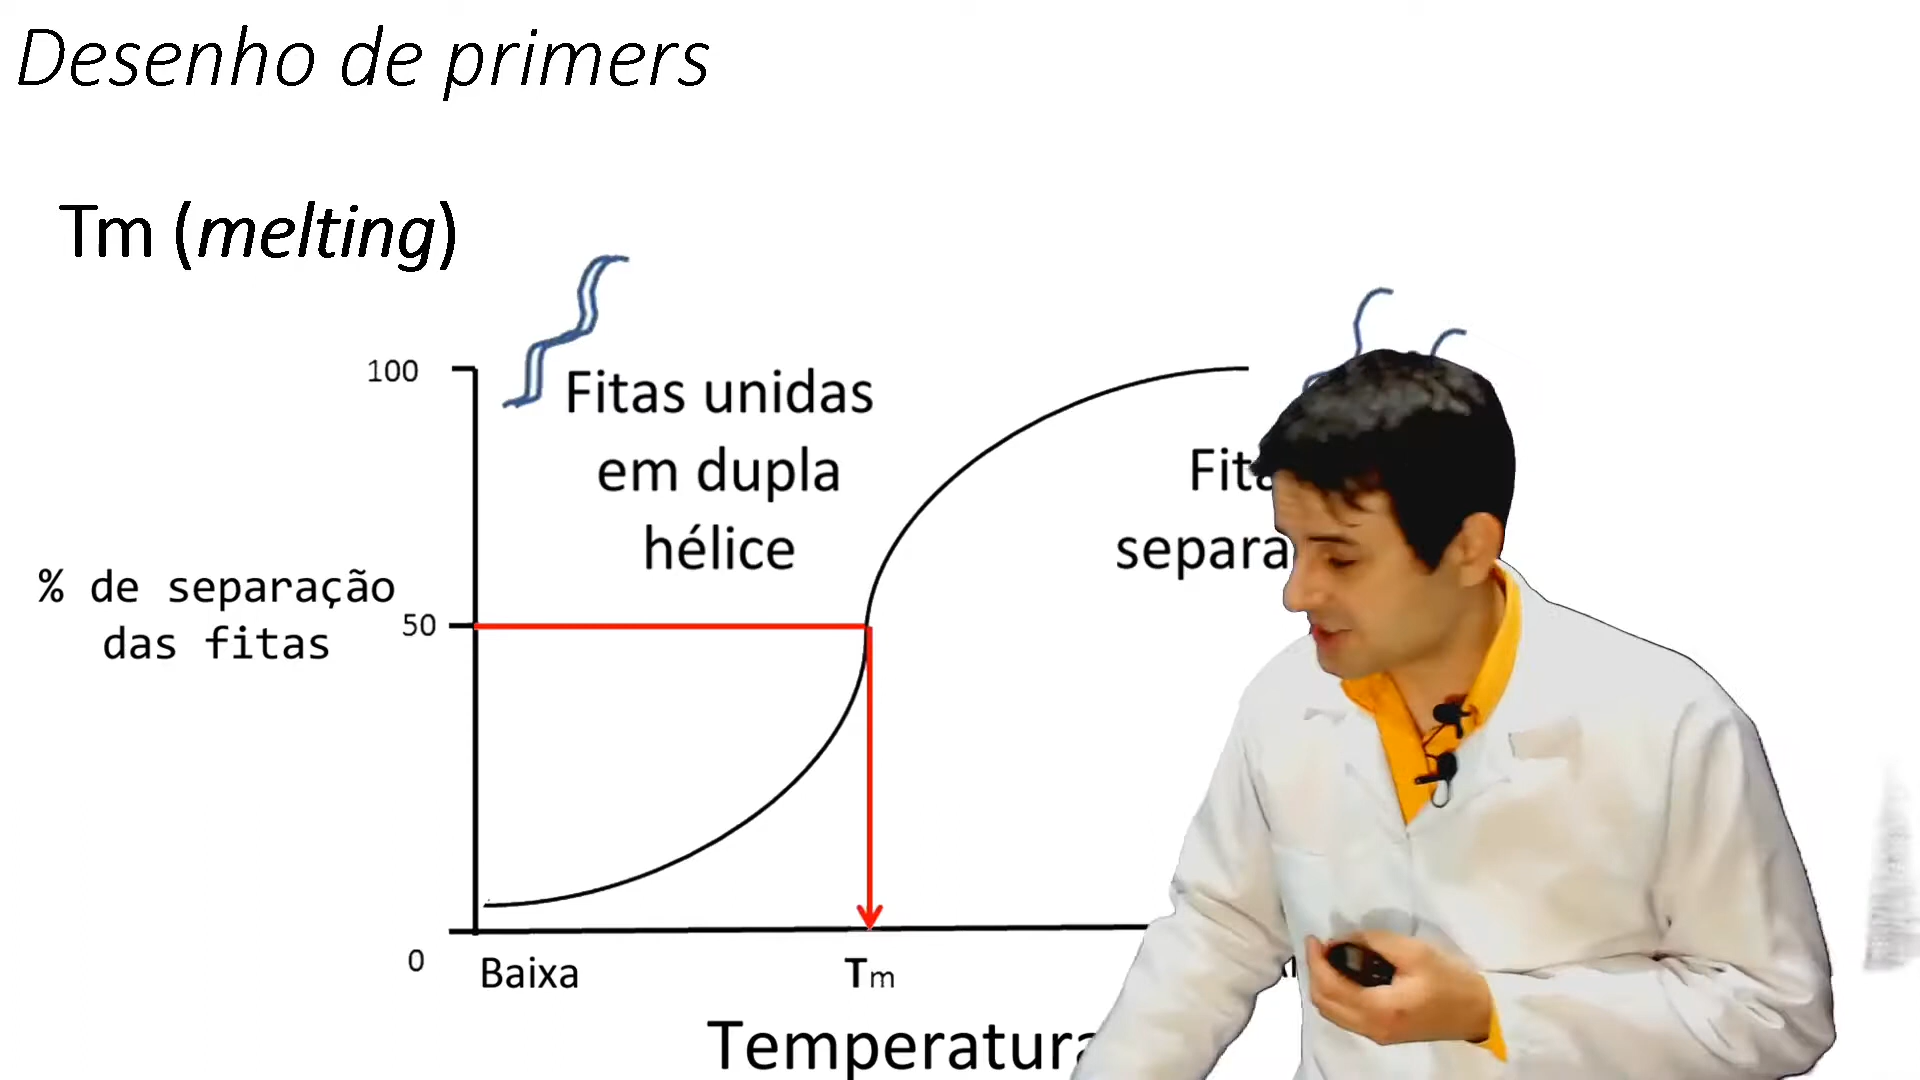 Desenho de primers
Tm (melting)
100
Fitas unidas
em dupla
hélice
% de separação
das fitas
50
0
Baixa
Tm
Temperatura